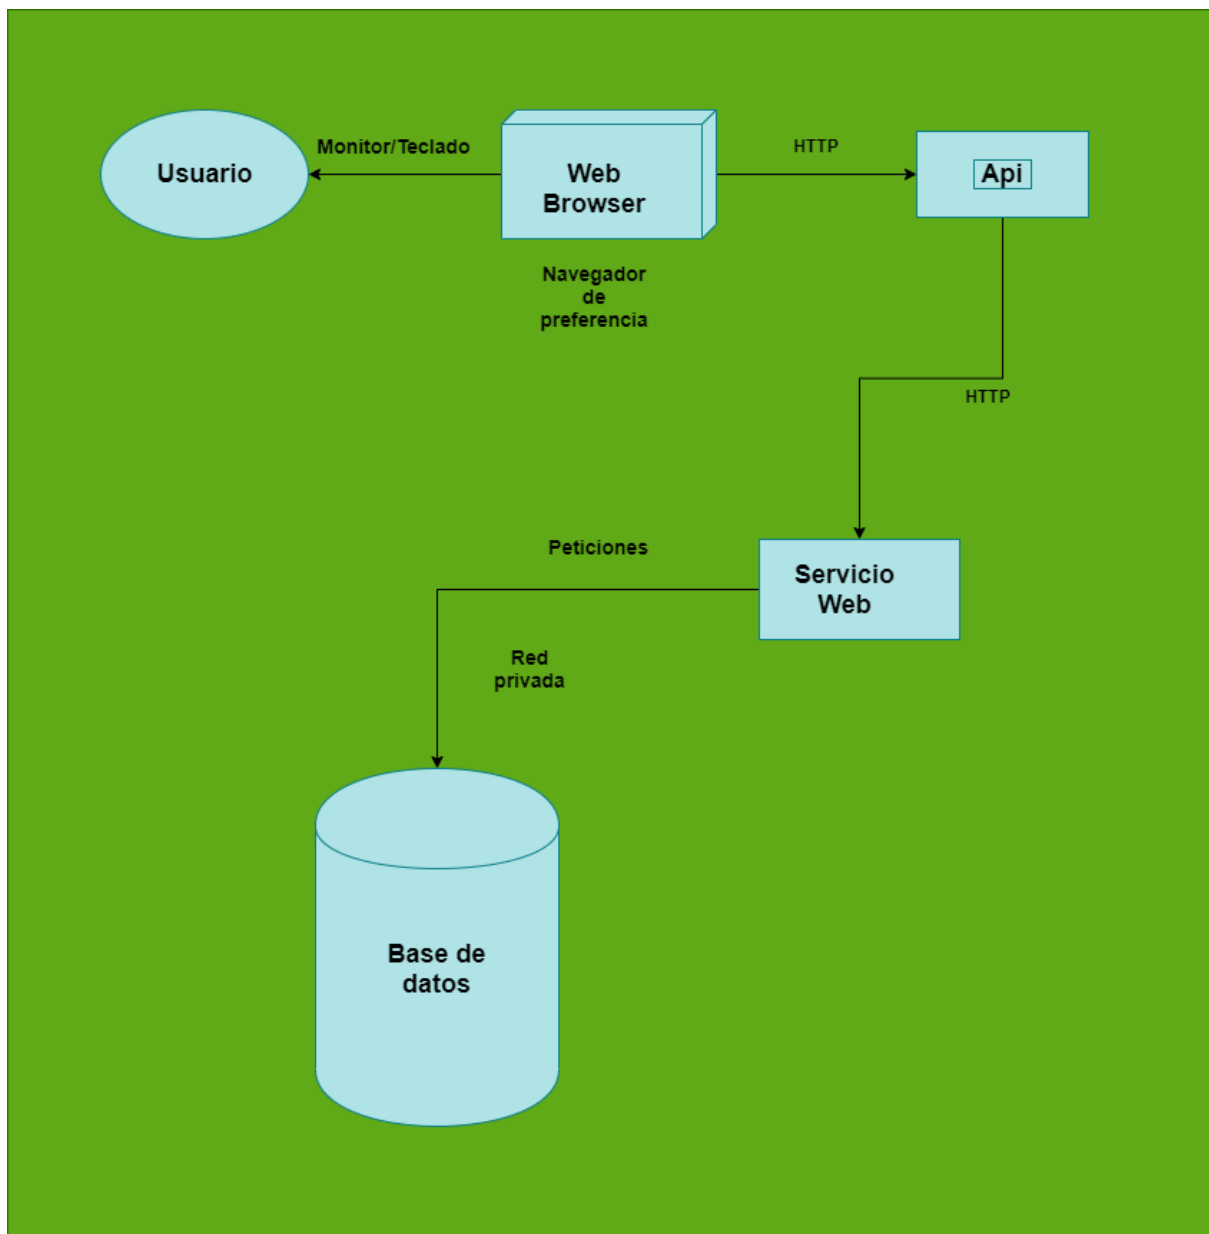 Usuario
Monitor/Teclado
Web
Browser
HTTP
Api
Navegador
de
preferencia
HTTP
Peticiones
Servicio
Web
Red
privada
Base de
datos